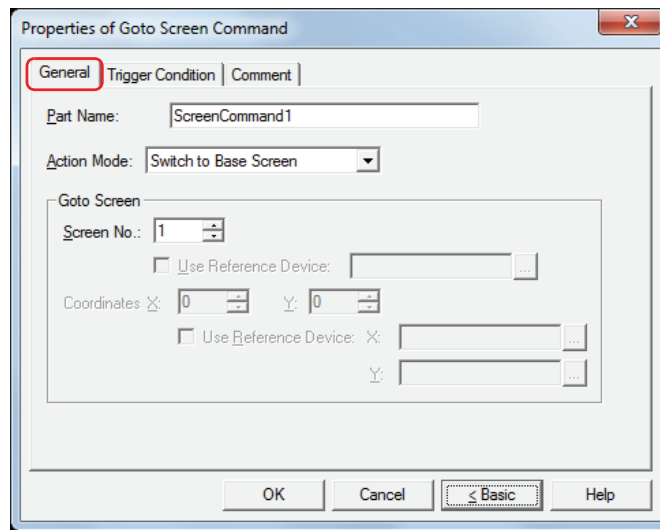 Properties of Goto Screen Command
General Trigger Condition Comment
Part Name: ScreenCommand1
Action Mode: Switch to Base Screen
Goto Screen
Screen No.: 1
Use Reference Device: ...
Coordinates X: 0 Y: 0
Use Reference Device: X: ...
Y: ...
OK Cancel < Basic Help